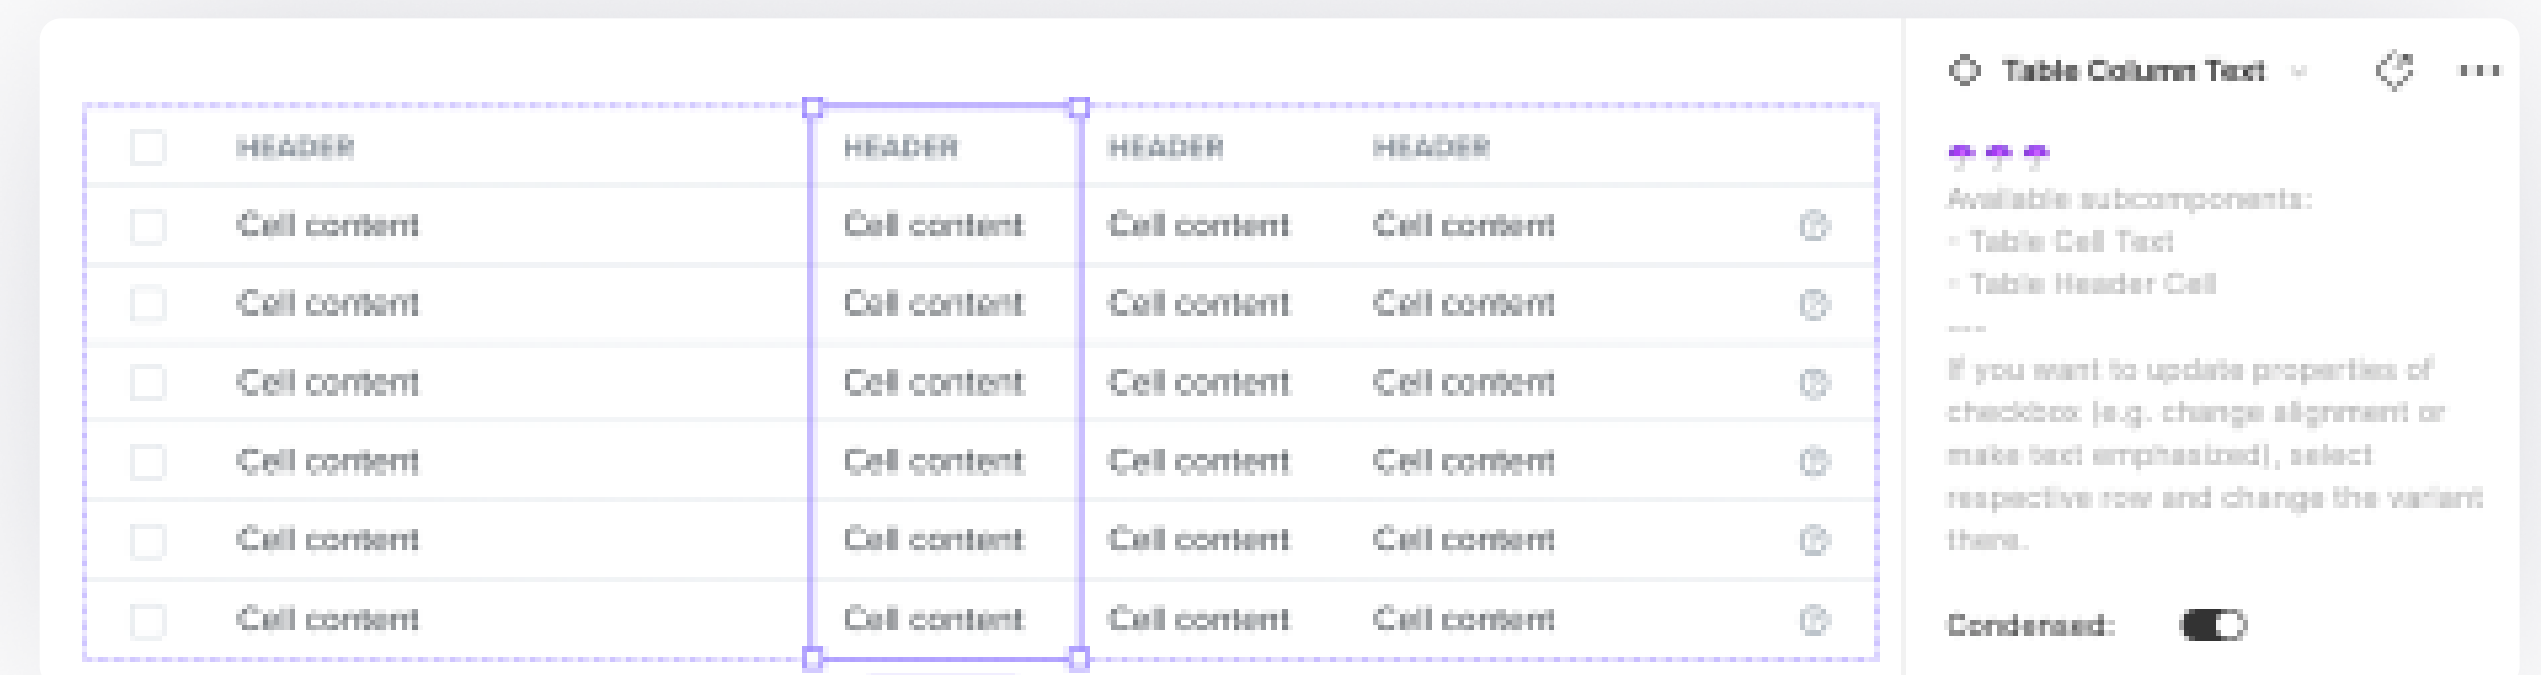 HEADER HEADER HEADER HEADER
Cell content Cell content Cell content Cell content
Cell content Cell content Cell content Cell content
Cell content Cell content Cell content Cell content
Cell content Cell content Cell content Cell content
Cell content Cell content Cell content Cell content
Cell content Cell content Cell content Cell content
Table Column Text
Available subcomponents:
- Table Cell Text
- Table Header Cell
---
If you want to update properties of
checkbox (e.g. change alignment or
make text emphasized), select
respective row and change the variant
there.
Condensed: